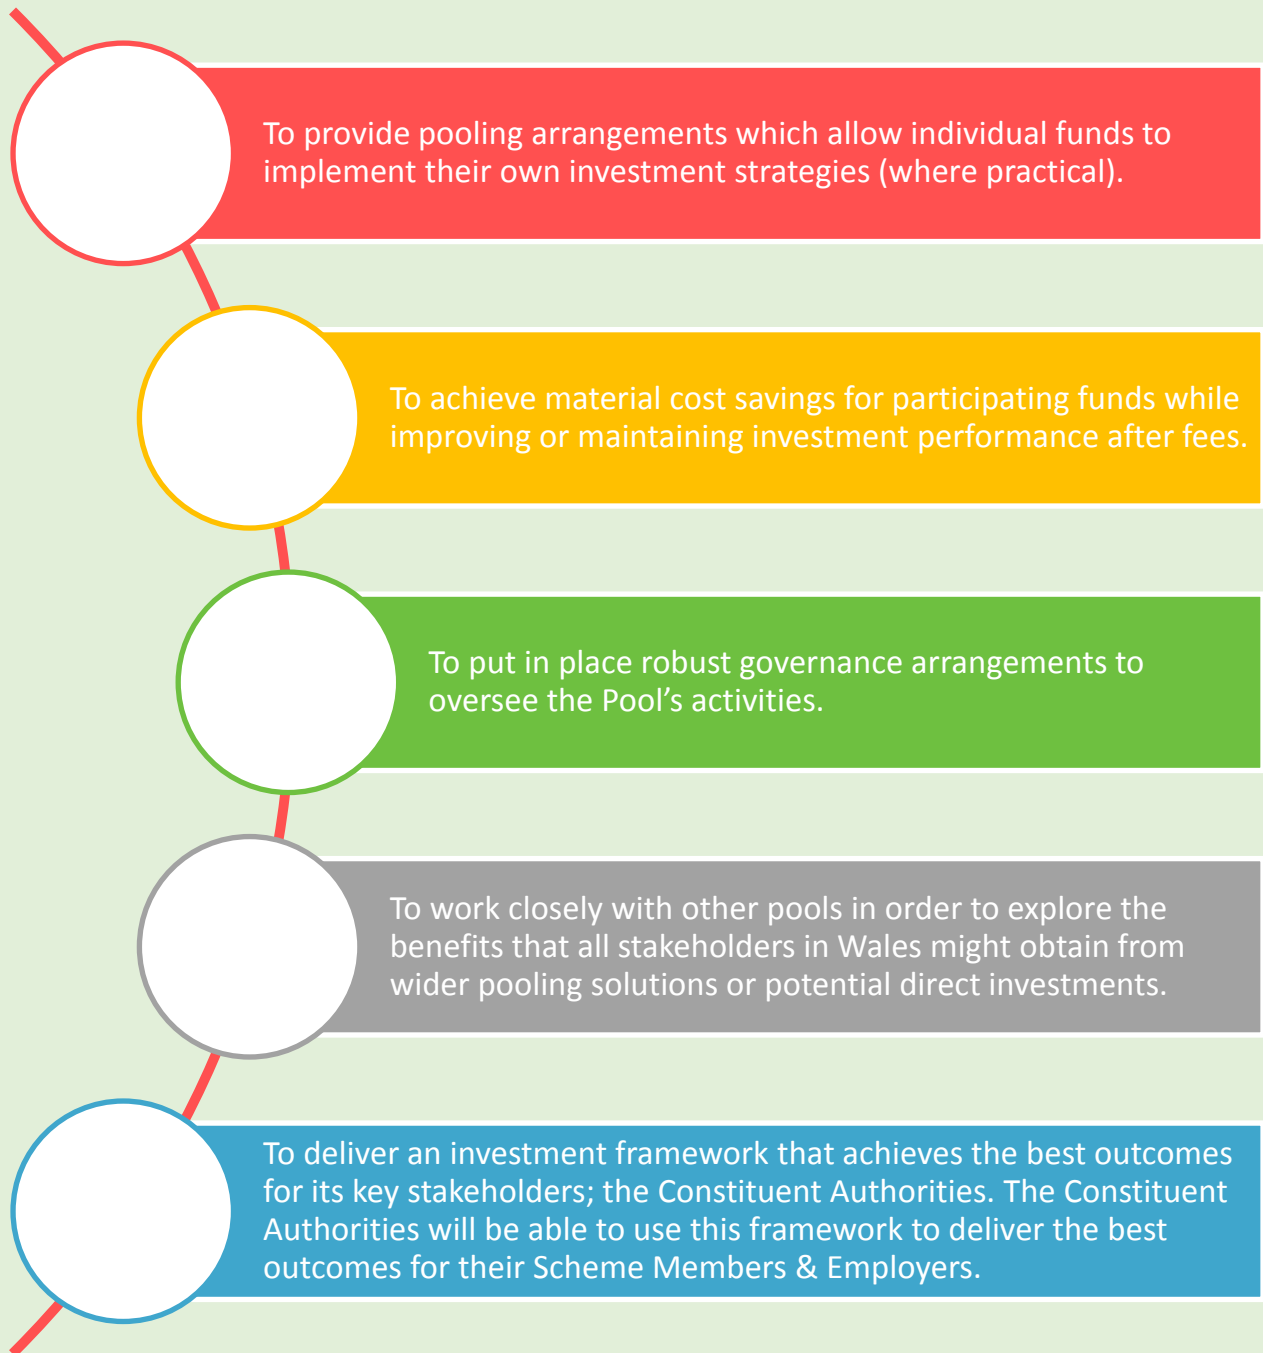 To provide pooling arrangements which allow individual funds to
implement their own investment strategies (where practical).
To achieve material cost savings for participating funds while
improving or maintaining investment performance after fees.
To put in place robust governance arrangements to
oversee the Pool’s activities.
To work closely with other pools in order to explore the
benefits that all stakeholders in Wales might obtain from
wider pooling solutions or potential direct investments.
To deliver an investment framework that achieves the best outcomes
for its key stakeholders; the Constituent Authorities. The Constituent
Authorities will be able to use this framework to deliver the best
outcomes for their Scheme Members & Employers.